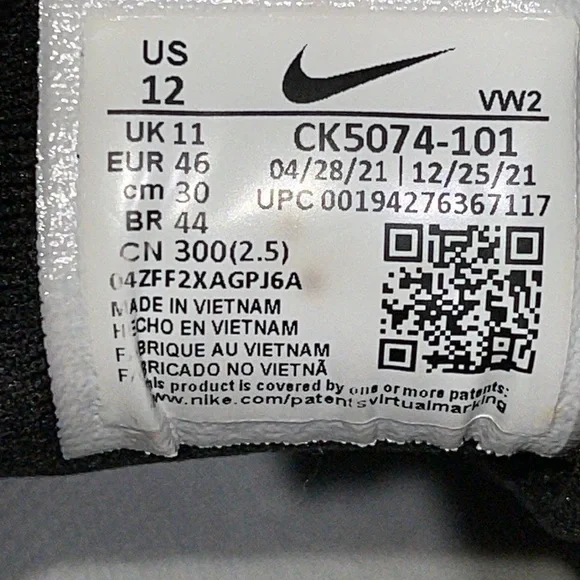 US
12
VW2
UK 11
CK5074-101
EUR 46
04/28/21 | 12/25/21
cm 30
UPC 00194276367117
BR 44
CN 300(2.5)
04ZFF2XAGPJ6A
MADE IN VIETNAM
HECHO EN VIETNAM
FABRIQUE AU VIETNAM
FABRICADO NO VIETNÃ
This product is covered by one or more patents:
www.nike.com/patentsvirtualmarking